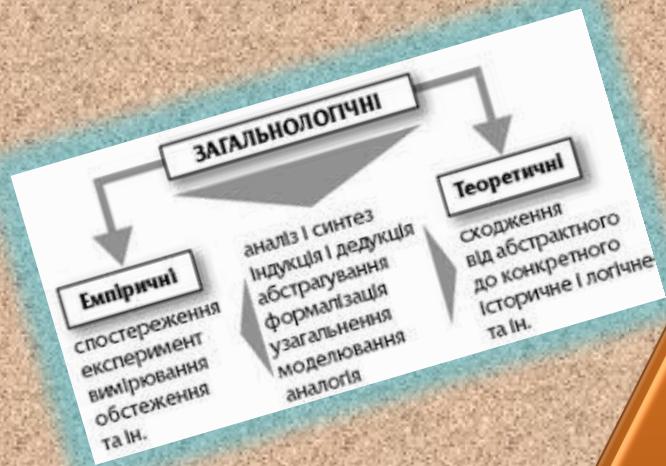 ЗАГАЛЬНОЛОГІЧНІ
Емпіричні
спостереження
експеримент
вимірювання
обстеження
та ін.
аналіз і синтез
індукція і дедукція
абстрагування
формалізація
узагальнення
моделювання
аналогія
Теоретичні
сходження
від абстрактного
до конкретного
історичне і логічне
та ін.